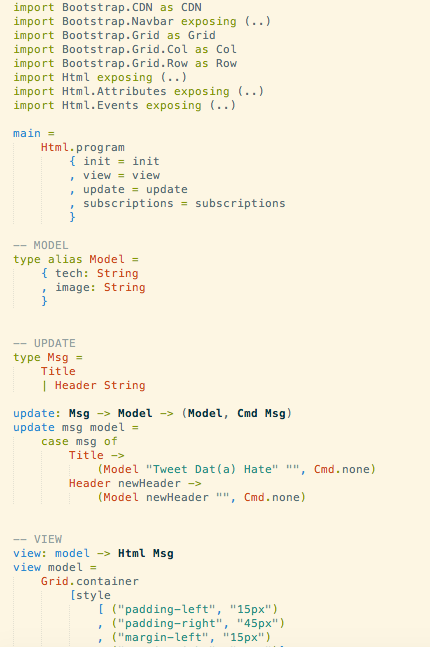 import Bootstrap.CDN as CDN
import Bootstrap.Navbar exposing (..)
import Bootstrap.Grid as Grid
import Bootstrap.Grid.Col as Col
import Bootstrap.Grid.Row as Row
import Html exposing (..)
import Html.Attributes exposing (..)
import Html.Events exposing (..)
main =
Html.program
{ init = init
, view = view
, update = update
, subscriptions = subscriptions
}
-- MODEL
type alias Model =
{ tech: String
, image: String
}
-- UPDATE
type Msg =
Title
| Header String
update: Msg -> Model -> (Model, Cmd Msg)
update msg model =
case msg of
Title ->
(Model "Tweet Dat(a) Hate" "", Cmd.none)
Header newHeader ->
(Model newHeader "", Cmd.none)
-- VIEW
view: model -> Html Msg
view model =
Grid.container
[style
[ ("padding-left", "15px")
, ("padding-right", "45px")
, ("margin-left", "15px")